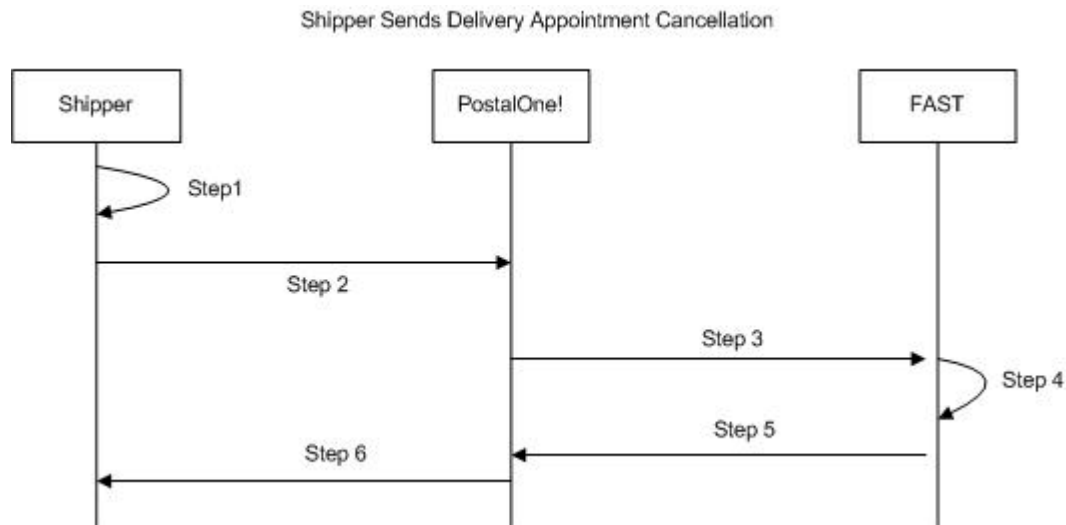 Shipper Sends Delivery Appointment Cancellation
Shipper
PostalOne!
FAST
Step1
Step 2
Step 3
Step 4
Step 5
Step 6